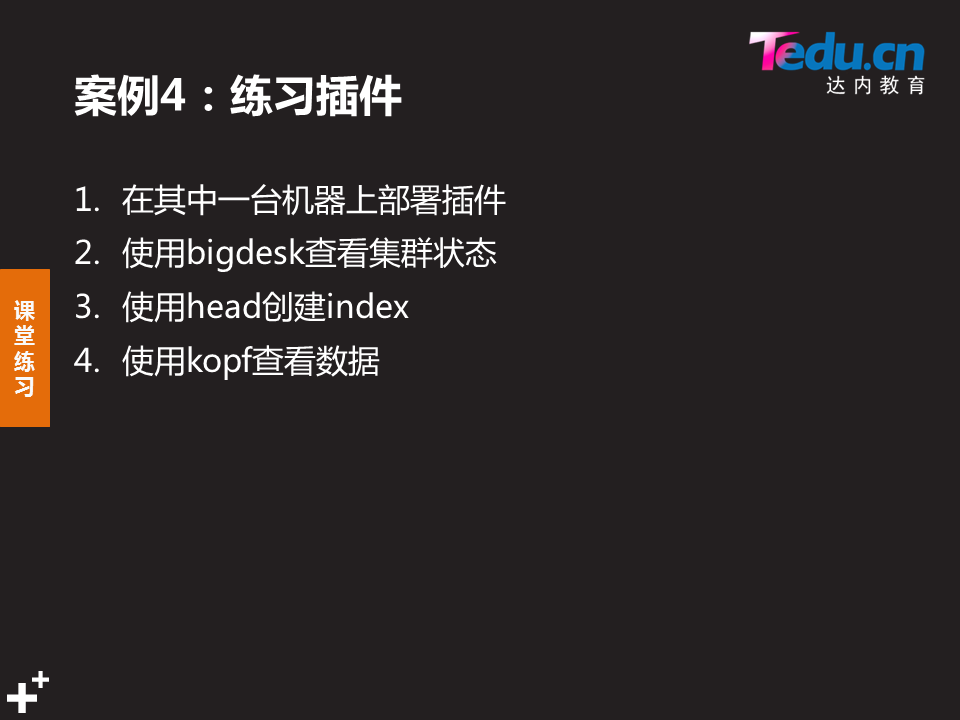 Tedu.cn
达内教育
案例4：练习插件
1. 在其中一台机器上部署插件
2. 使用bigdesk查看集群状态
3. 使用head创建index
4. 使用kopf查看数据
课
堂
练
习